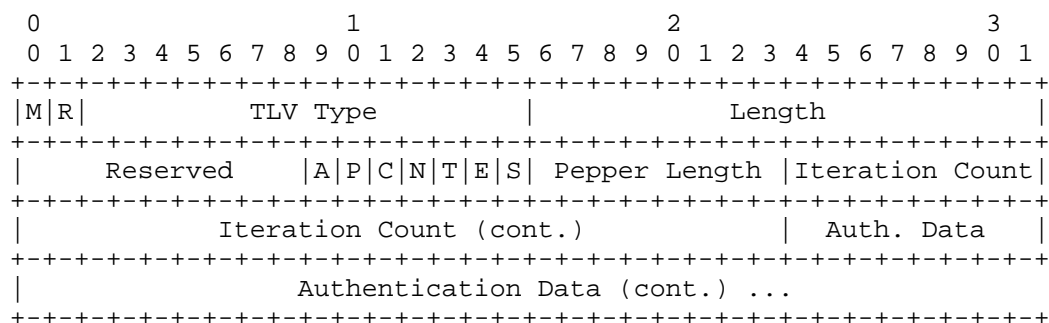 0                   1                   2                   3
 0 1 2 3 4 5 6 7 8 9 0 1 2 3 4 5 6 7 8 9 0 1 2 3 4 5 6 7 8 9 0 1
+-+-+-+-+-+-+-+-+-+-+-+-+-+-+-+-+-+-+-+-+-+-+-+-+-+-+-+-+-+-+-+-+
|M|R|          TLV Type         |            Length             |
+-+-+-+-+-+-+-+-+-+-+-+-+-+-+-+-+-+-+-+-+-+-+-+-+-+-+-+-+-+-+-+-+
|     Reserved    |A|P|C|N|T|E|S| Pepper Length |Iteration Count|
+-+-+-+-+-+-+-+-+-+-+-+-+-+-+-+-+-+-+-+-+-+-+-+-+-+-+-+-+-+-+-+-+
|            Iteration Count (cont.)            |  Auth. Data   |
+-+-+-+-+-+-+-+-+-+-+-+-+-+-+-+-+-+-+-+-+-+-+-+-+-+-+-+-+-+-+-+-+
|                 Authentication Data (cont.) ...
+-+-+-+-+-+-+-+-+-+-+-+-+-+-+-+-+-+-+-+-+-+-+-+-+-+-+-+-+-+-+-+-+